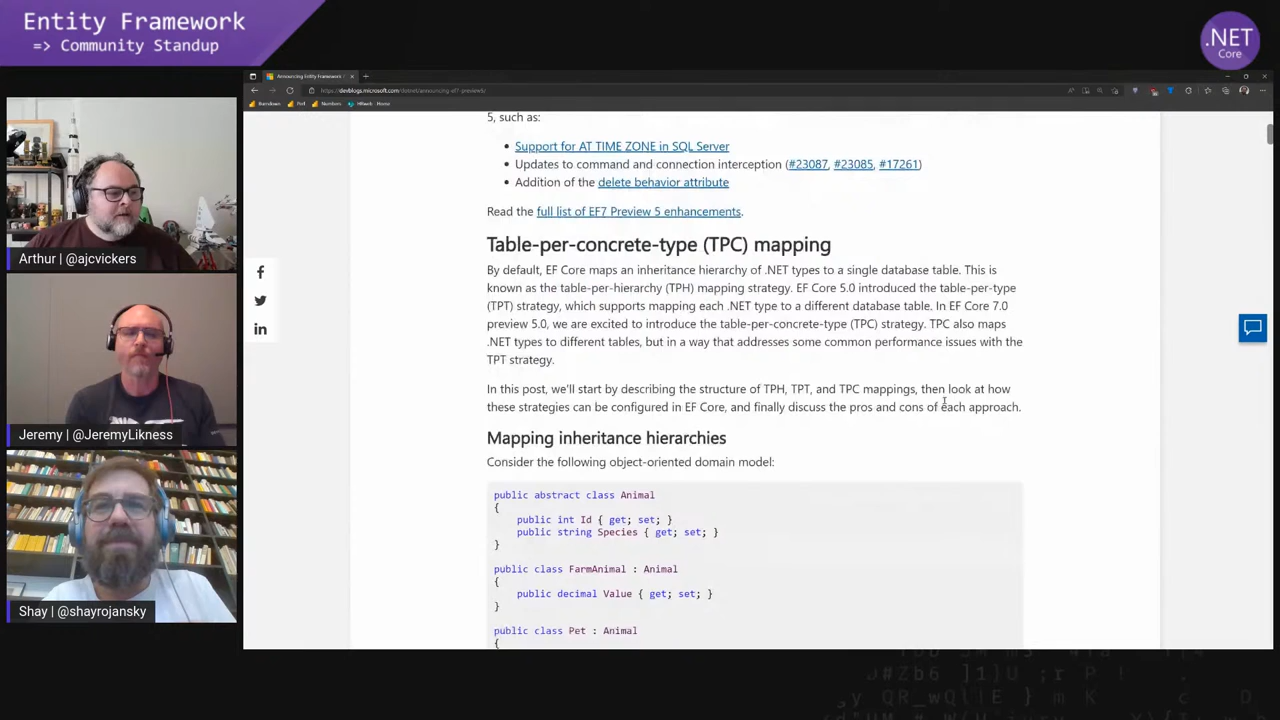 Entity Framework
=> Community Standup
.NET
Core
Announcing Entity Framework
https://devblogs.microsoft.com/dotnet/announcing-ef7-preview5/
5, such as:
• Support for AT TIME ZONE in SQL Server
• Updates to command and connection interception (#23087, #23085, #17261)
• Addition of the delete behavior attribute
Read the full list of EF7 Preview 5 enhancements.
Table-per-concrete-type (TPC) mapping
By default, EF Core maps an inheritance hierarchy of .NET types to a single database table. This is
known as the table-per-hierarchy (TPH) mapping strategy. EF Core 5.0 introduced the table-per-type
(TPT) strategy, which supports mapping each .NET type to a different database table. In EF Core 7.0
preview 5.0, we are excited to introduce the table-per-concrete-type (TPC) strategy. TPC also maps
.NET types to different tables, but in a way that addresses some common performance issues with the
TPT strategy.
In this post, we'll start by describing the structure of TPH, TPT, and TPC mappings, then look at how
these strategies can be configured in EF Core, and finally discuss the pros and cons of each approach.
Mapping inheritance hierarchies
Consider the following object-oriented domain model:
public abstract class Animal
{
public int Id { get; set; }
public string Species { get; set; }
}
public class FarmAnimal : Animal
{
public decimal Value { get; set; }
}
public class Pet : Animal
{
Arthur | @ajcvickers
Jeremy | @JeremyLikness
Shay | @shayrojansky